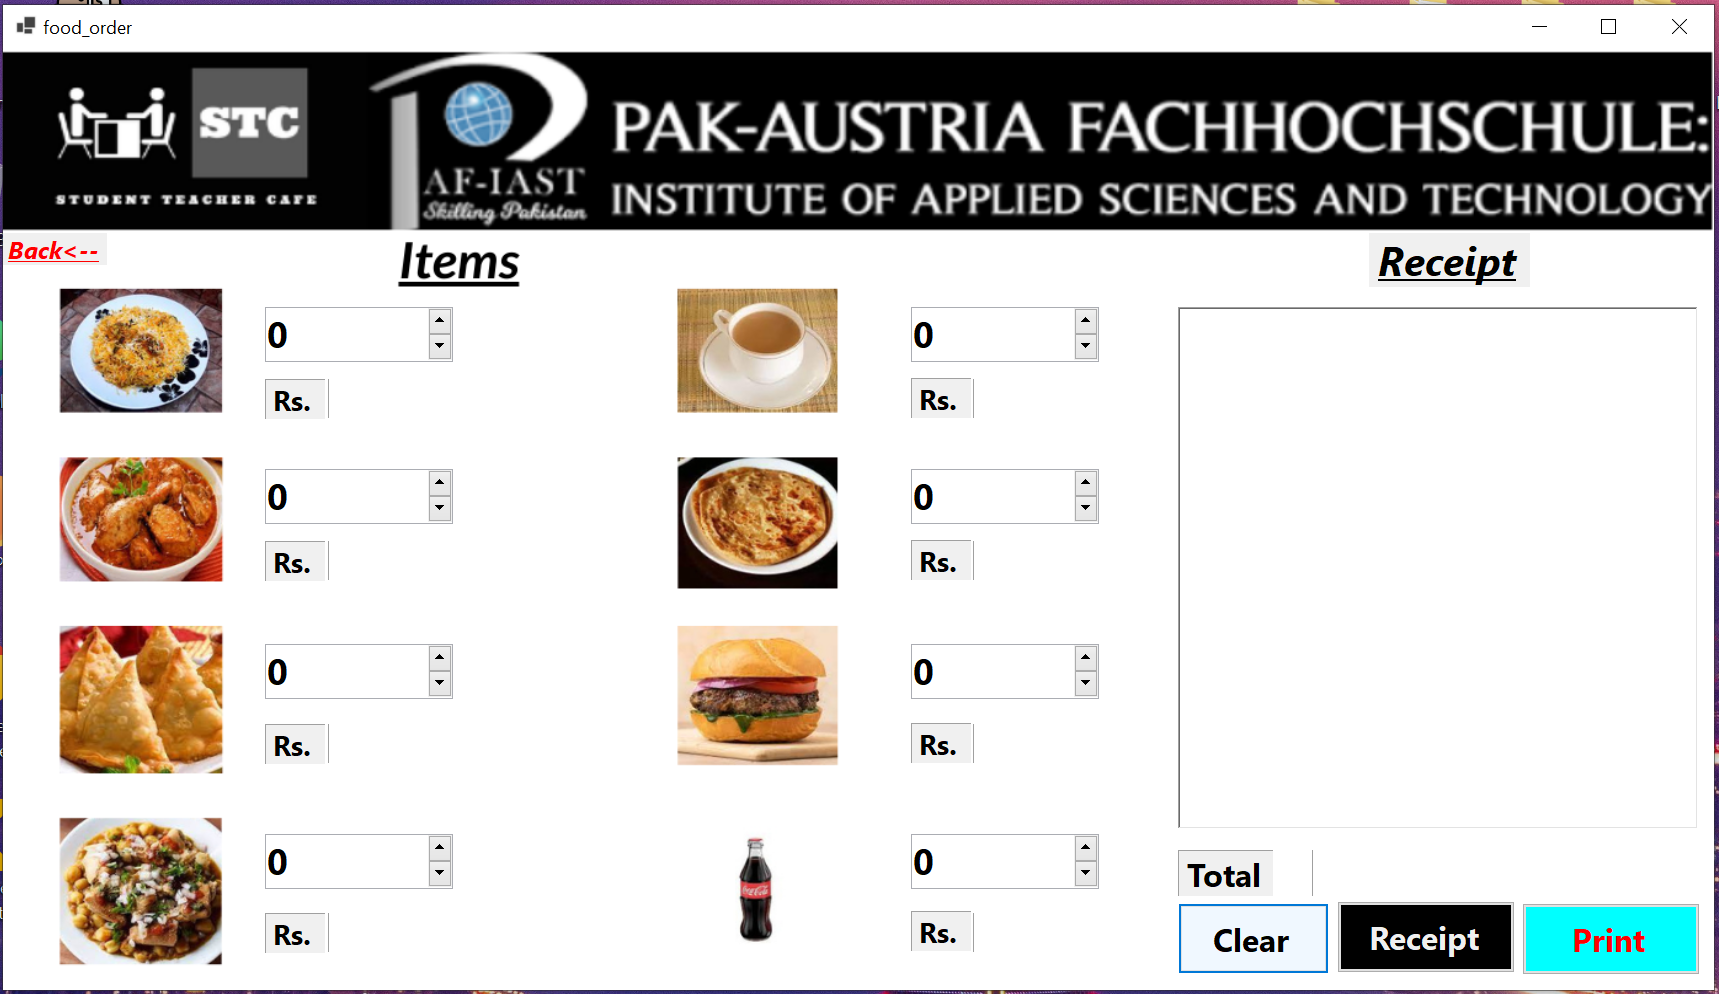 food_order
STC
STUDENT TEACHER CAFE
AF-IAST
Skilling Pakistan
PAK-AUSTRIA FACHHOCHSCHULE:
INSTITUTE OF APPLIED SCIENCES AND TECHNOLOGY
Back<--
Items
Receipt
0
0
Rs.
Rs.
0
0
Rs.
Rs.
0
0
Rs.
Rs.
0
0
Coca-Cola
Rs.
Rs.
Total
Clear
Receipt
Print